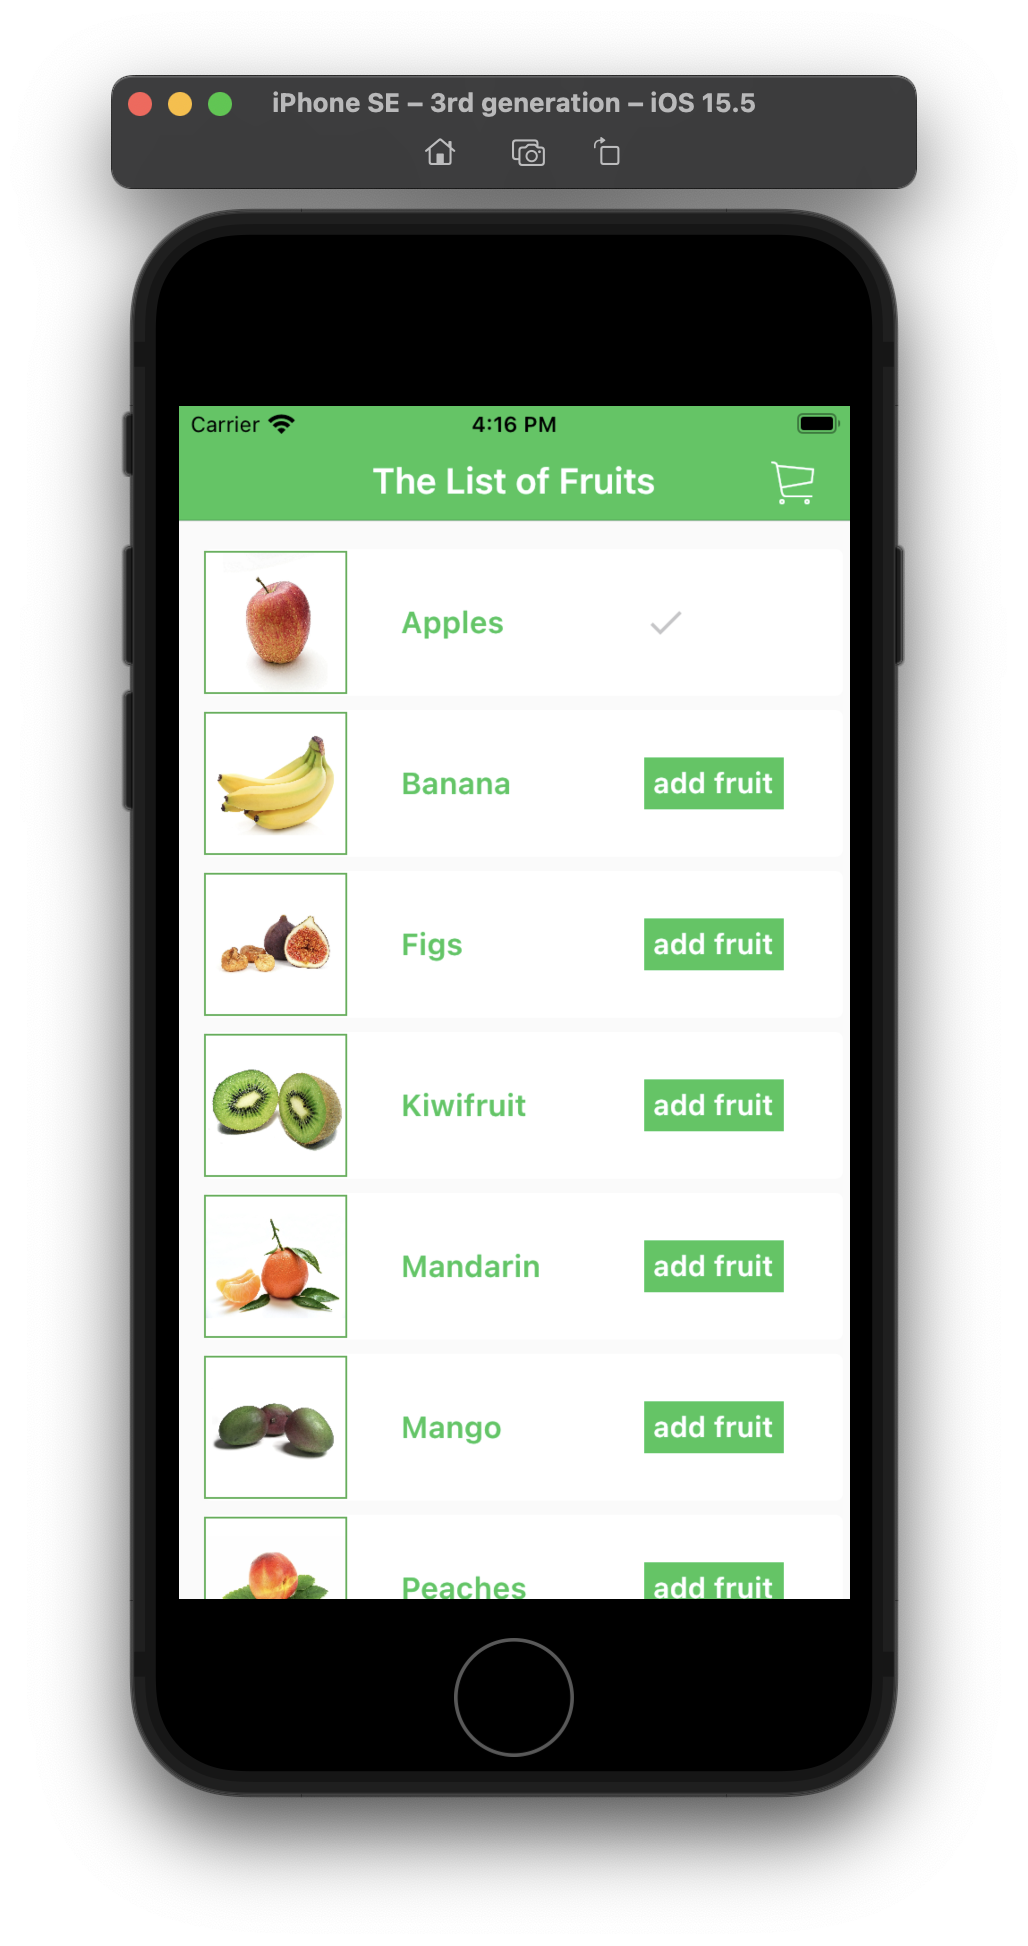 iPhone SE – 3rd generation – iOS 15.5
Carrier 4:16 PM
The List of Fruits
Apples
Banana add fruit
Figs add fruit
Kiwifruit add fruit
Mandarin add fruit
Mango add fruit
Peaches add fruit